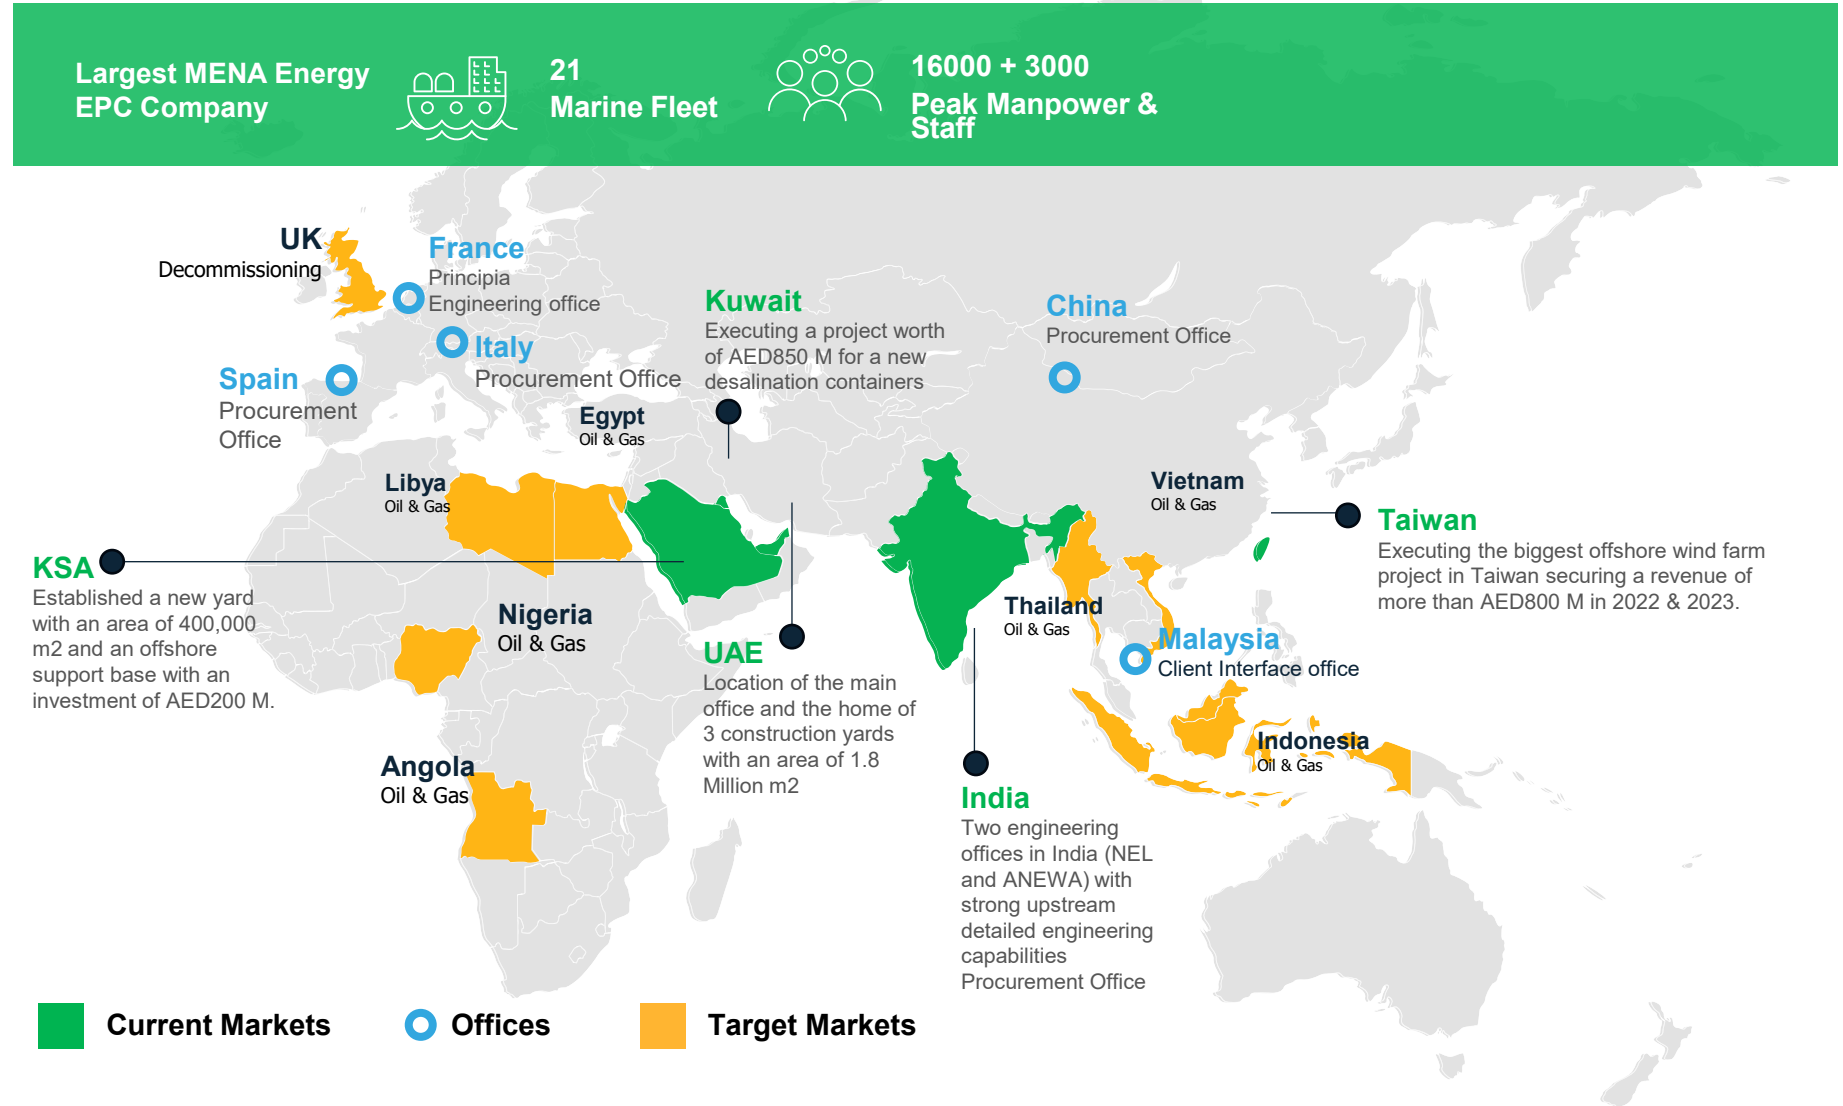 Largest MENA Energy
EPC Company
21
Marine Fleet
16000 + 3000
Peak Manpower &
Staff
UK
Decommissioning
France
Principia
Engineering office
Italy
Procurement Office
Spain
Procurement
Office
Kuwait
Executing a project worth
of AED850 M for a new
desalination containers
China
Procurement Office
Egypt
Oil & Gas
Libya
Oil & Gas
Vietnam
Oil & Gas
Taiwan
Executing the biggest offshore wind farm
project in Taiwan securing a revenue of
more than AED800 M in 2022 & 2023.
KSA
Established a new yard
with an area of 400,000
m2 and an offshore
support base with an
investment of AED200 M.
Nigeria
Oil & Gas
Thailand
Oil & Gas
Malaysia
Client Interface office
UAE
Location of the main
office and the home of
3 construction yards
with an area of 1.8
Million m2
Angola
Oil & Gas
Indonesia
Oil & Gas
India
Two engineering
offices in India (NEL
and ANEWA) with
strong upstream
detailed engineering
capabilities
Procurement Office
Current Markets
Offices
Target Markets